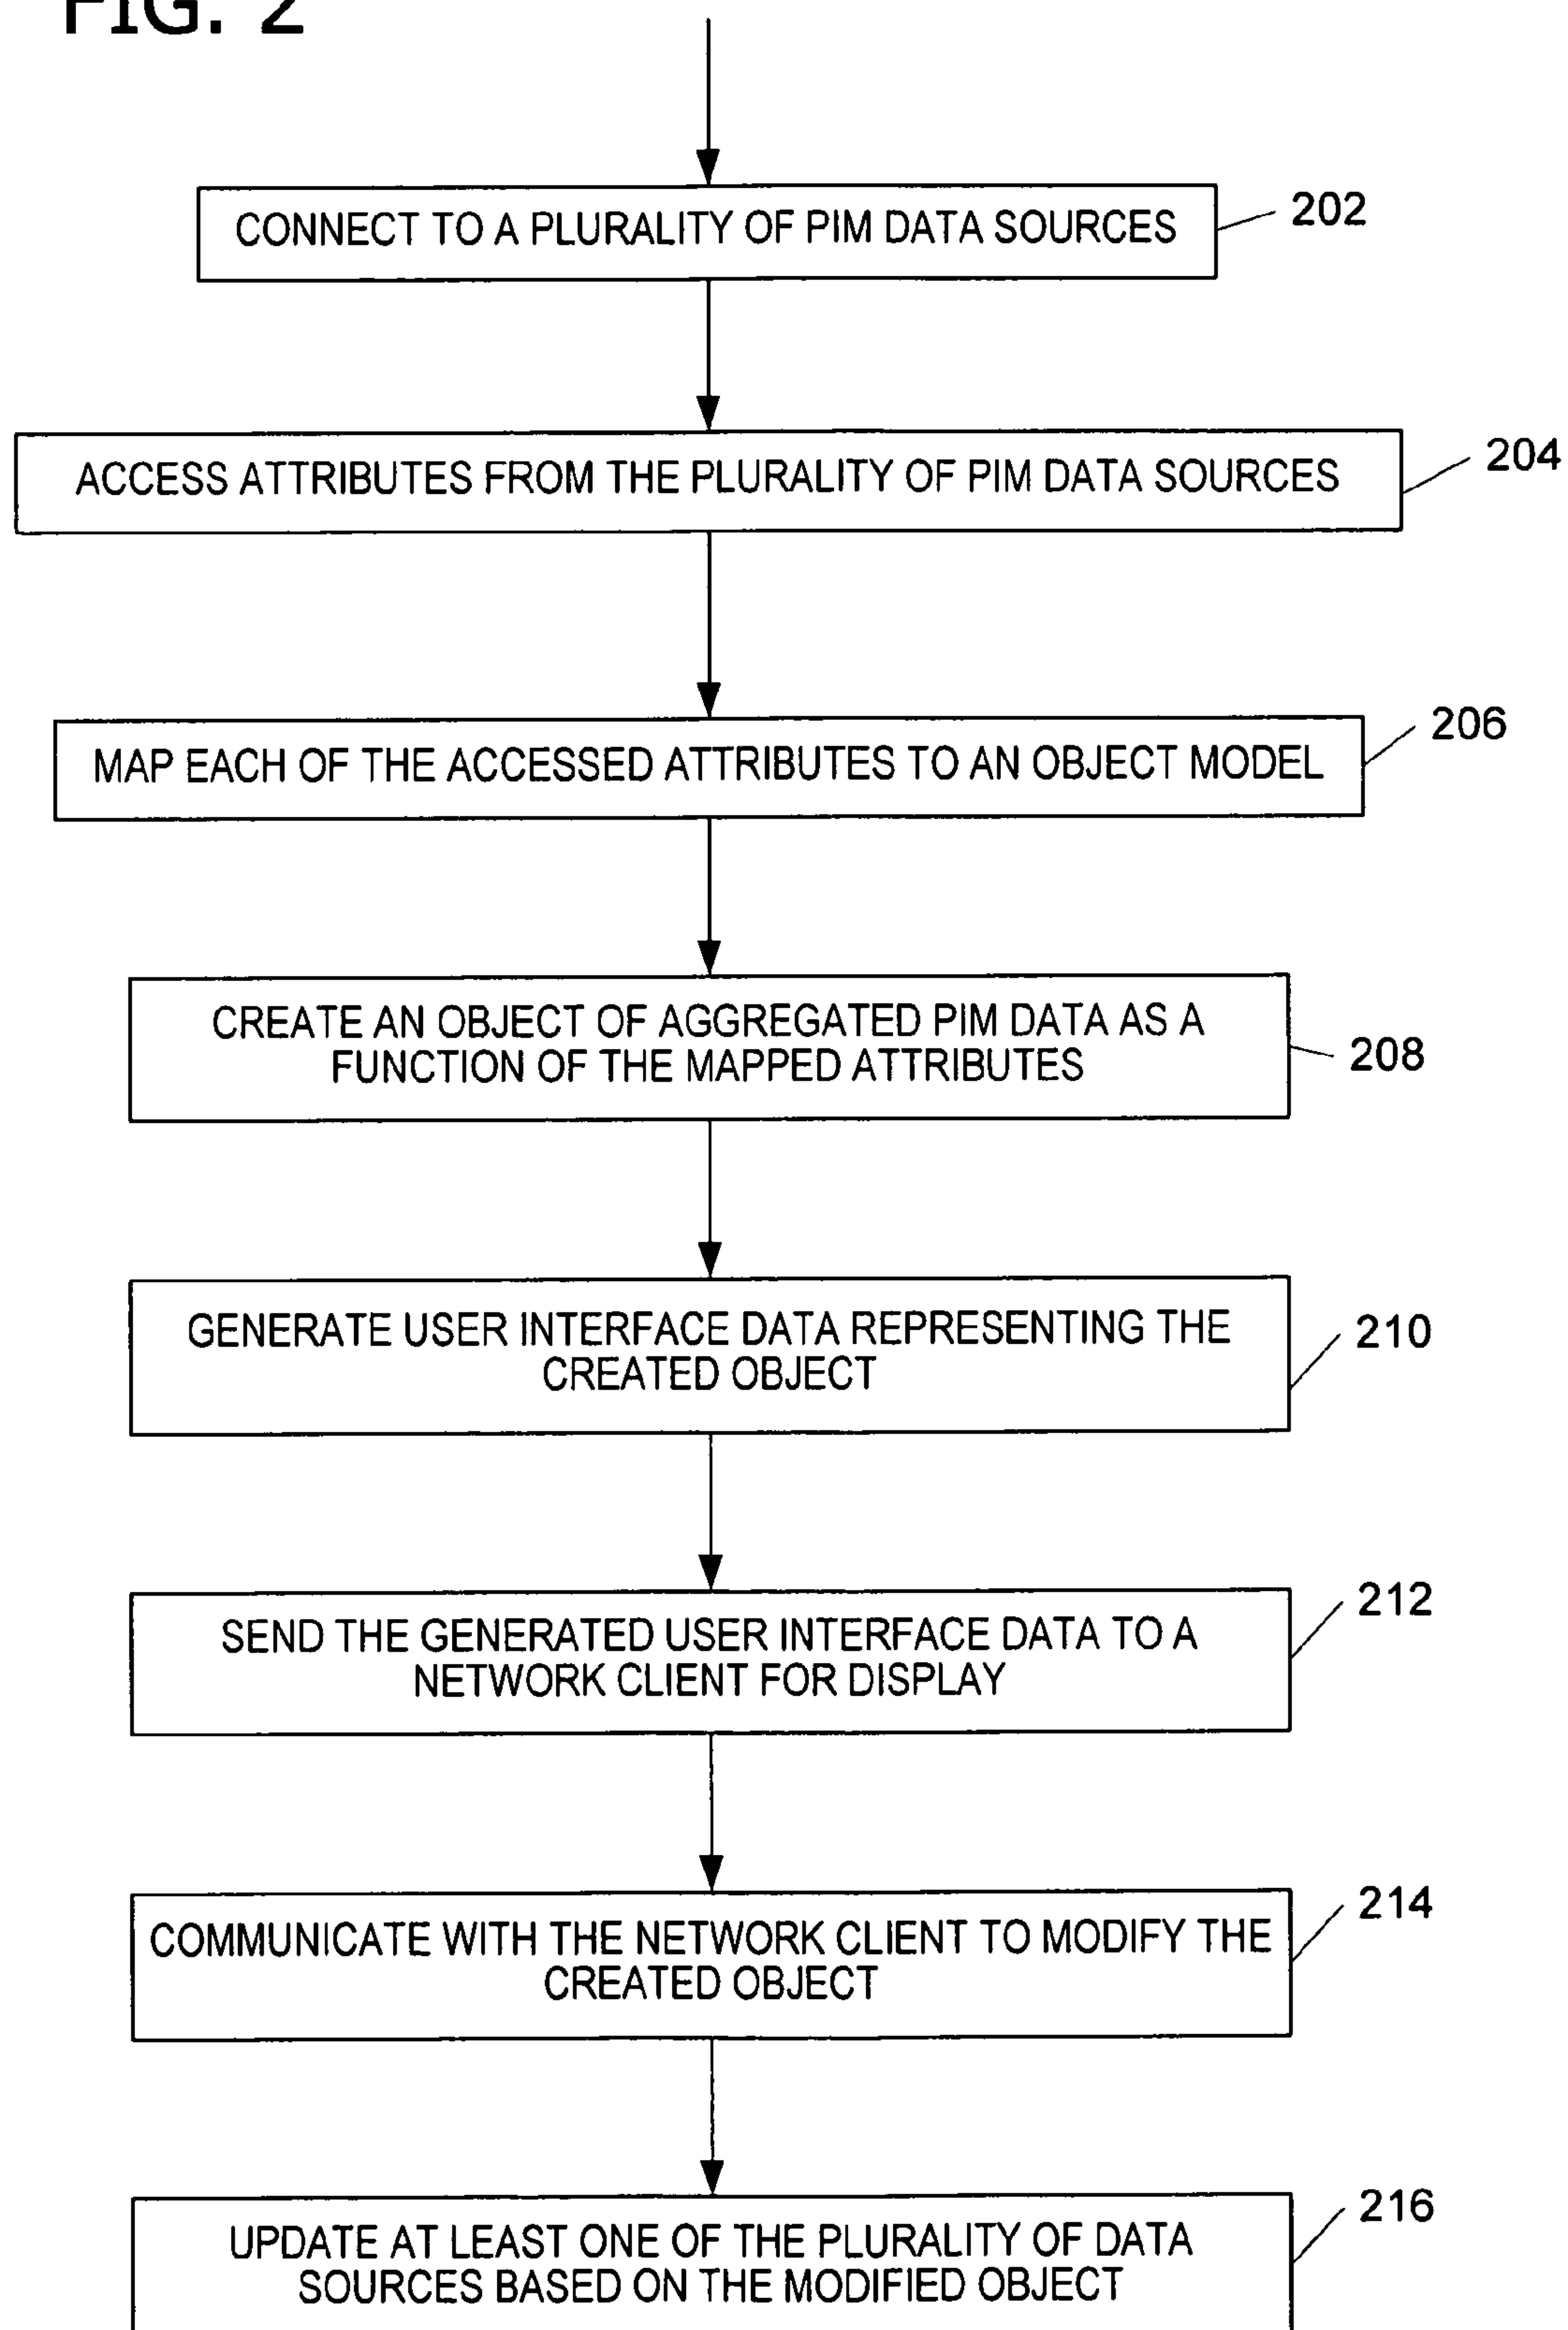 FIG. 2
CONNECT TO A PLURALITY OF PIM DATA SOURCES
202
ACCESS ATTRIBUTES FROM THE PLURALITY OF PIM DATA SOURCES
204
MAP EACH OF THE ACCESSED ATTRIBUTES TO AN OBJECT MODEL
206
CREATE AN OBJECT OF AGGREGATED PIM DATA AS A
FUNCTION OF THE MAPPED ATTRIBUTES
208
GENERATE USER INTERFACE DATA REPRESENTING THE
CREATED OBJECT
210
SEND THE GENERATED USER INTERFACE DATA TO A
NETWORK CLIENT FOR DISPLAY
212
COMMUNICATE WITH THE NETWORK CLIENT TO MODIFY THE
CREATED OBJECT
214
UPDATE AT LEAST ONE OF THE PLURALITY OF DATA
SOURCES BASED ON THE MODIFIED OBJECT
216